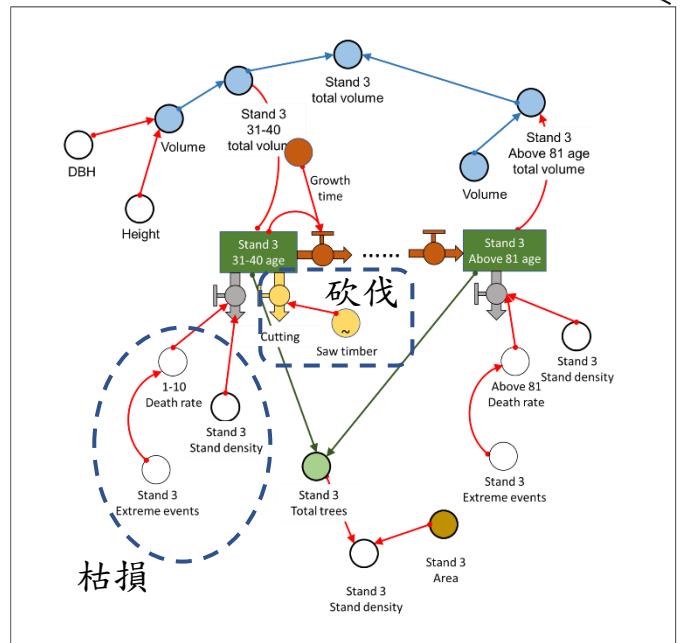 Stand 3
total volume
Stand 3
31-40
total volum
Stand 3
Above 81 age
total volume
DBH
Volume
Volume
Height
Growth
time
Stand 3
31-40 age
......
Stand 3
Above 81 age
砍伐
Cutting
Saw timber
~
1-10
Death rate
Stand 3
Stand density
Stand 3
Extreme events
枯損
Above 81
Death rate
Stand 3
Stand density
Stand 3
Extreme events
Stand 3
Total trees
Stand 3
Area
Stand 3
Stand density